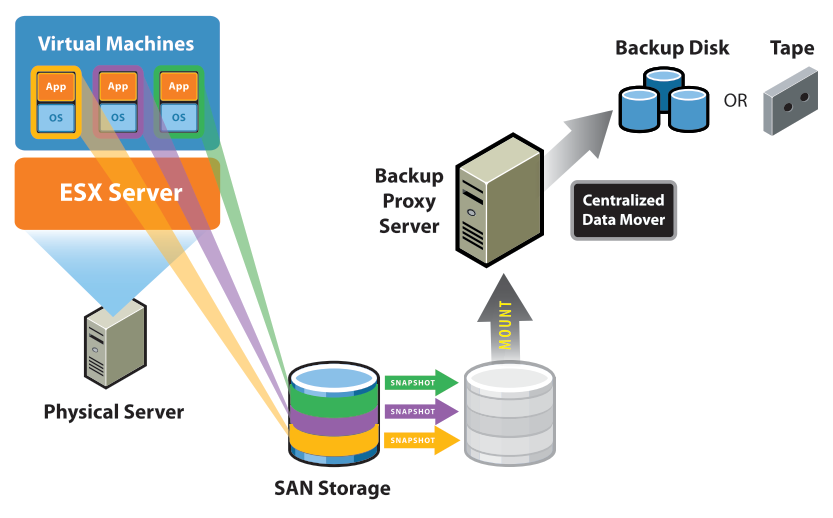 Virtual Machines
App
App
App
OS
OS
OS
ESX Server
Physical Server
SAN Storage
SNAPSHOT
SNAPSHOT
SNAPSHOT
MOUNT
Backup
Proxy
Server
Centralized
Data Mover
Backup Disk
OR
Tape